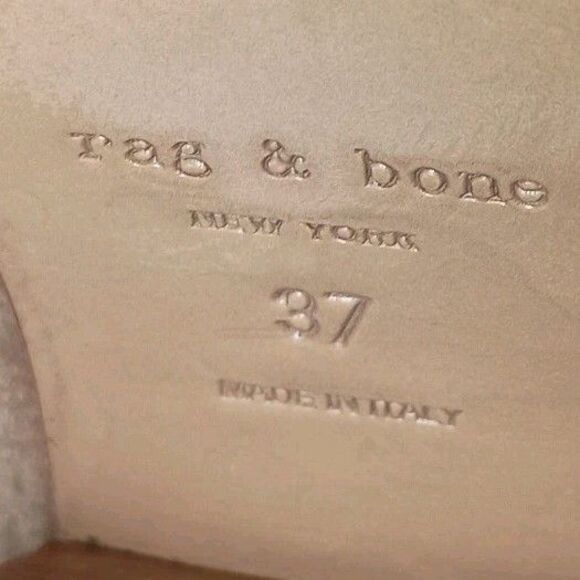 rag & bone
NEW YORK
37
MADE IN ITALY